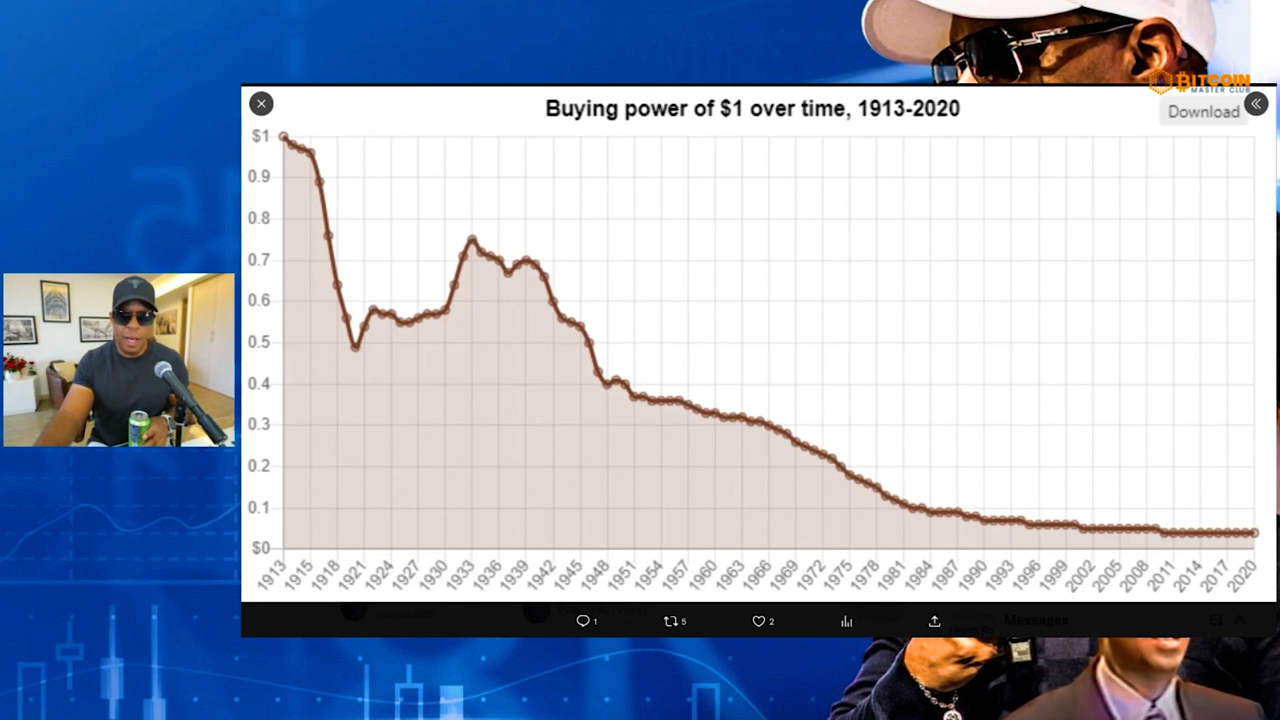 BITCOIN
MASTER CLUB
Buying power of $1 over time, 1913-2020
Download
$1
0.9
0.8
0.7
0.6
0.5
0.4
0.3
0.2
0.1
$0
1913 1915 1918 1921 1924 1927 1930 1933 1936 1939 1942 1945 1948 1951 1954 1957 1960 1963 1966 1969 1972 1975 1978 1981 1984 1987 1990 1993 1996 1999 2002 2005 2008 2011 2014 2017 2020
1 5 2
Messages